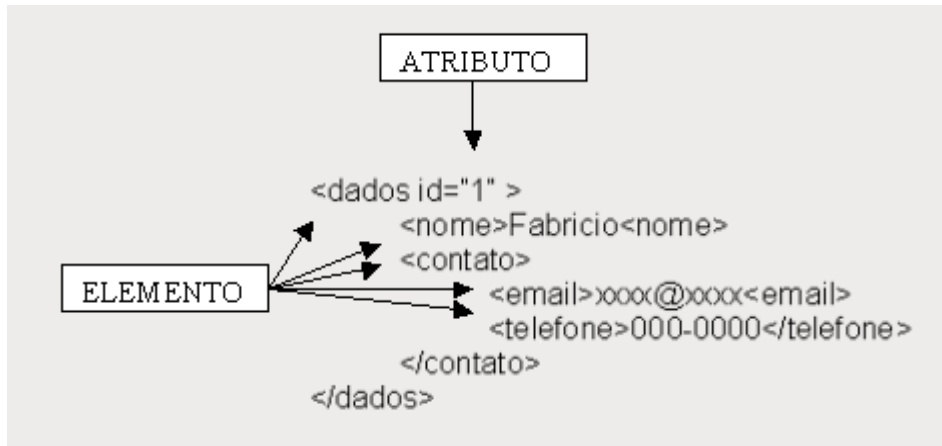 ATRIBUTO
<dados id="1" >
<nome>Fabricio<nome>
<contato>
ELEMENTO
<email>xxxx@xxxx<email>
<telefone>000-0000</telefone>
</contato>
</dados>